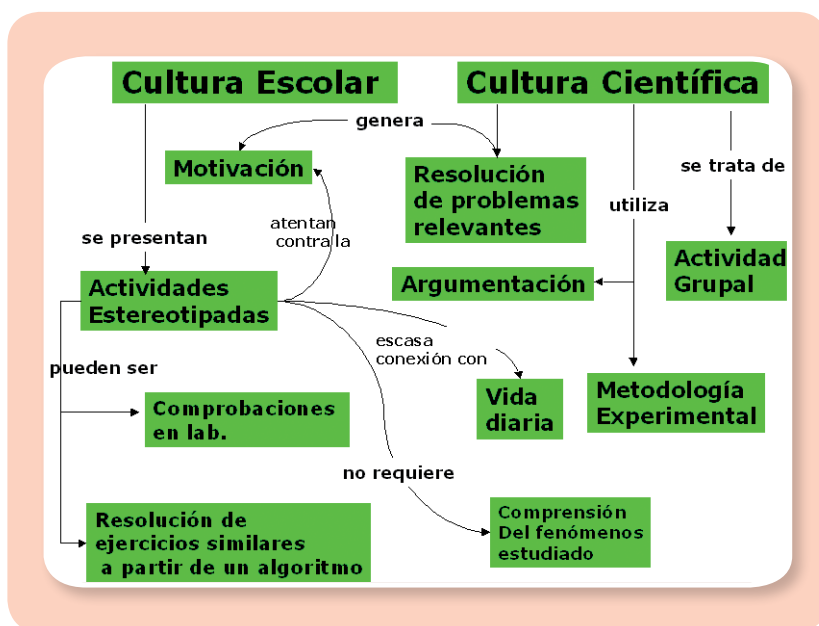 Cultura Escolar
Cultura Científica
genera
Motivación
Resolución
de problemas
relevantes
se trata de
utiliza
atentan
contra la
se presentan
Actividades
Estereotipadas
Argumentación
Actividad
Grupal
pueden ser
escasa
conexión con
Vida
diaria
Metodología
Experimental
Comprobaciones
en lab.
no requiere
Resolución de
ejercicios similares
a partir de un algoritmo
Comprensión
Del fenómenos
estudiado